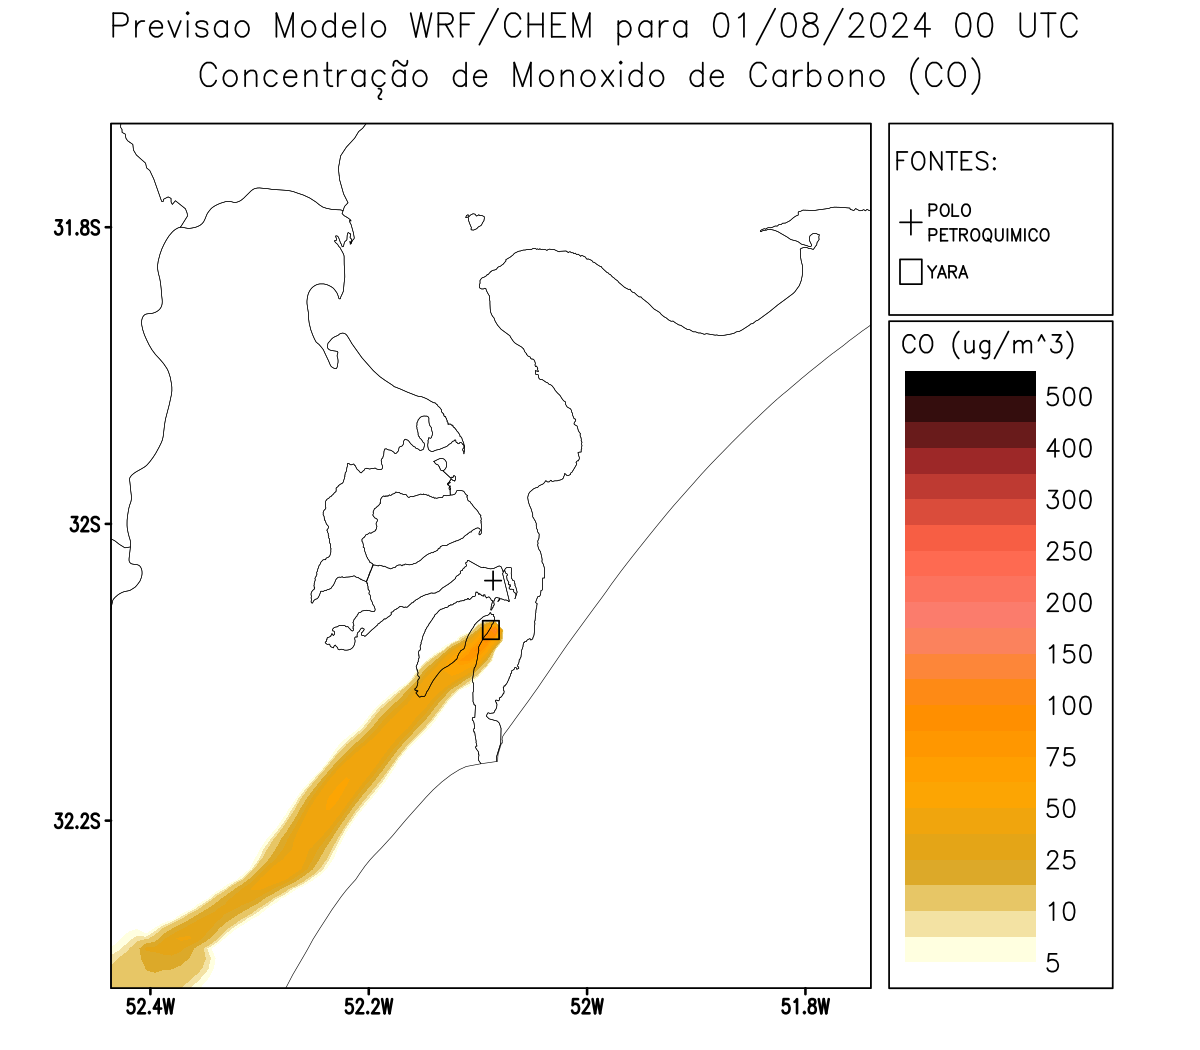 Previsao Modelo WRF/CHEM para 01/08/2024 00 UTC
Concentração de Monoxido de Carbono (CO)
FONTES:
POLO
PETROQUIMICO
YARA
CO (ug/m^3)
500
400
300
250
200
150
100
75
50
25
10
5
31.8S
32S
32.2S
52.4W
52.2W
52W
51.8W